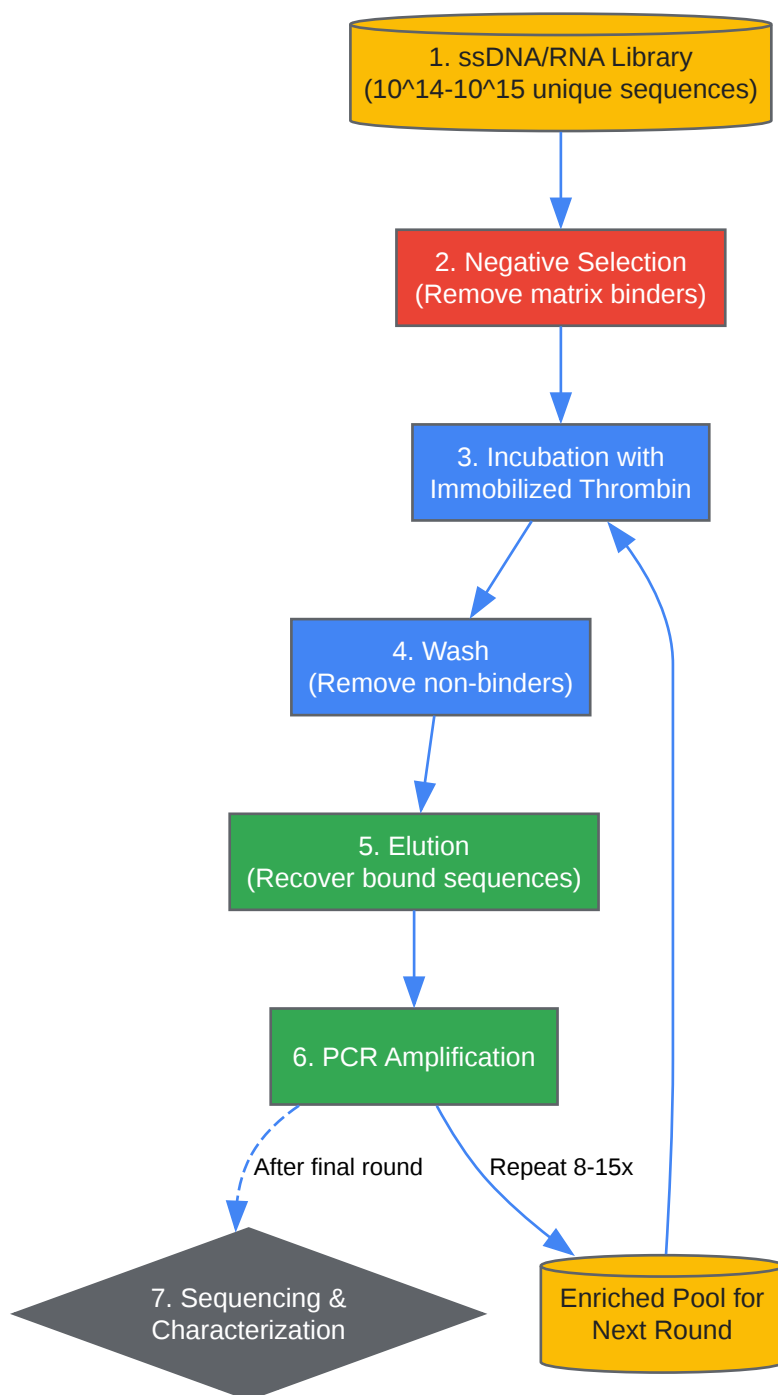 1. ssDNA/RNA Library
(10^14-10^15 unique sequences)
2. Negative Selection
(Remove matrix binders)
3. Incubation with
Immobilized Thrombin
4. Wash
(Remove non-binders)
5. Elution
(Recover bound sequences)
6. PCR Amplification
After final round
Repeat 8-15x
7. Sequencing &
Characterization
Enriched Pool for
Next Round